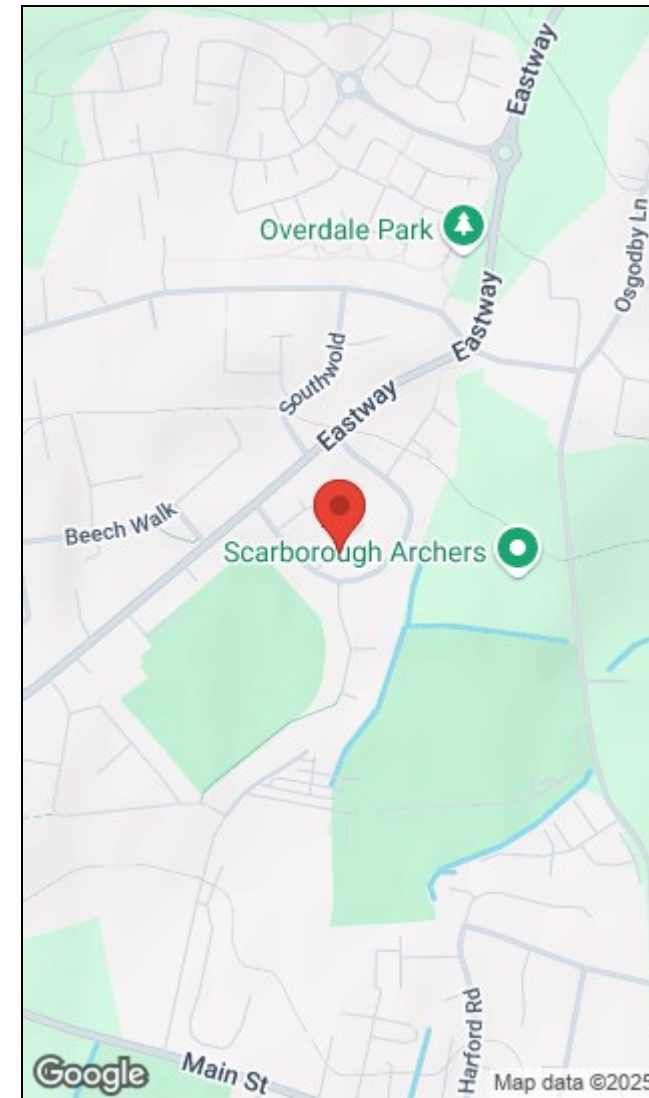 Eastway
Overdale Park
Osgodby Ln
Eastway
Southwold
Eastway
Beech Walk
Scarborough Archers
Harford Rd
Main St
Google
Map data ©2025